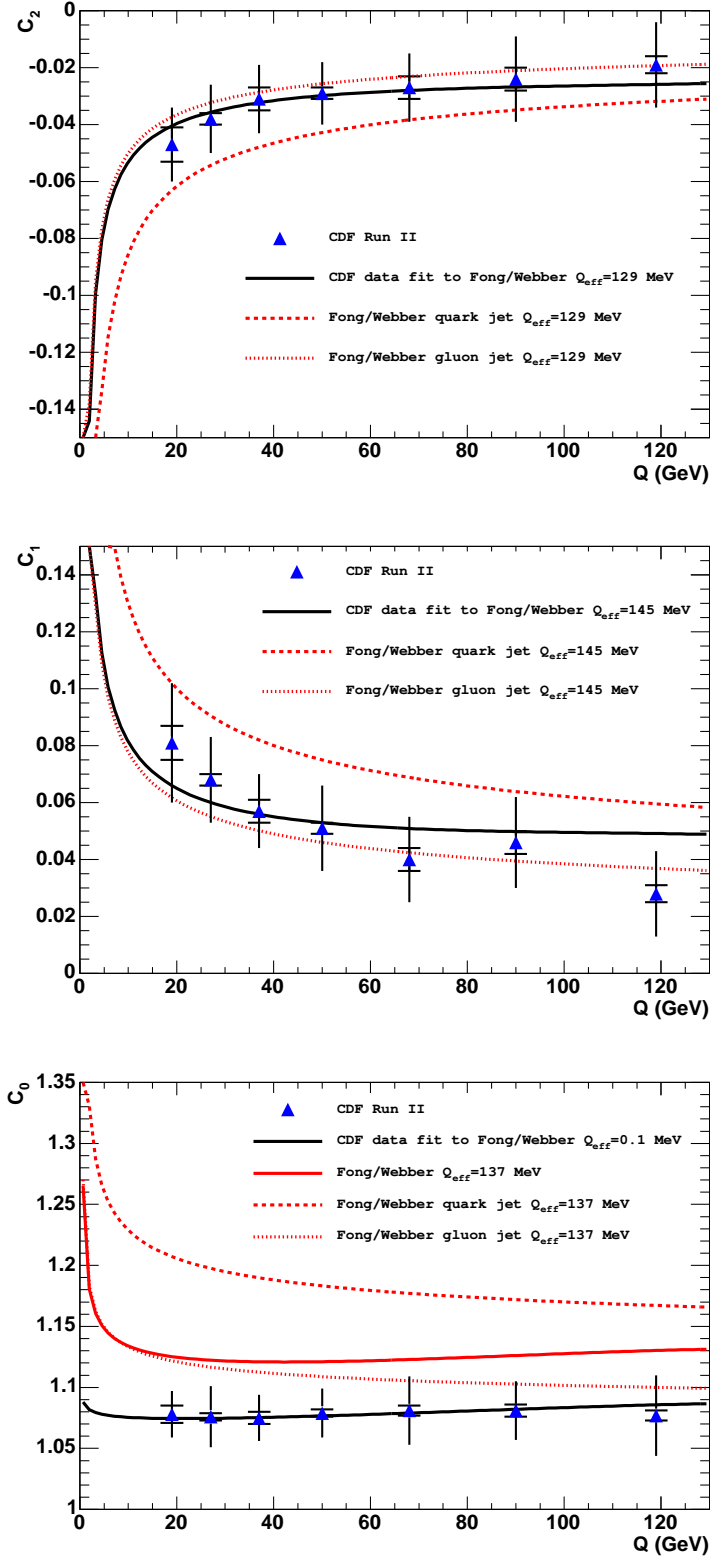 C2
0
-0.02
-0.04
-0.06
-0.08
-0.1
-0.12
-0.14
CDF Run II
CDF data fit to Fong/Webber Qeff=129 MeV
Fong/Webber quark jet Qeff=129 MeV
Fong/Webber gluon jet Qeff=129 MeV
0 20 40 60 80 100 120
Q (GeV)
C1
0.14
0.12
0.1
0.08
0.06
0.04
0.02
0
CDF Run II
CDF data fit to Fong/Webber Qeff=145 MeV
Fong/Webber quark jet Qeff=145 MeV
Fong/Webber gluon jet Qeff=145 MeV
0 20 40 60 80 100 120
Q (GeV)
C0
1.35
1.3
1.25
1.2
1.15
1.1
1.05
1
CDF Run II
CDF data fit to Fong/Webber Qeff=0.1 MeV
Fong/Webber Qeff=137 MeV
Fong/Webber quark jet Qeff=137 MeV
Fong/Webber gluon jet Qeff=137 MeV
0 20 40 60 80 100 120
Q (GeV)